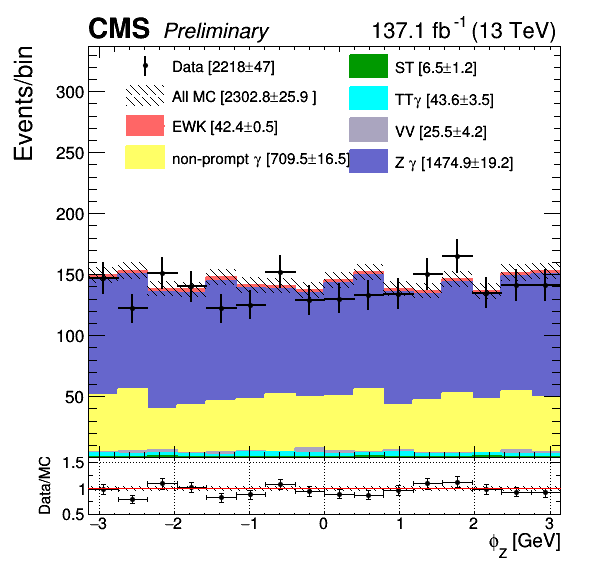 CMS Preliminary 137.1 fb⁻¹ (13 TeV)
Events/bin
Data [2218±47]
All MC [2302.8±25.9 ]
EWK [42.4±0.5]
non-prompt γ [709.5±16.5]
ST [6.5±1.2]
TTγ [43.6±3.5]
VV [25.5±4.2]
Z γ [1474.9±19.2]
300
250
200
150
100
50
Data/MC
1.5
1
0.5
−3 −2 −1 0 1 2 3
ϕ_Z [GeV]